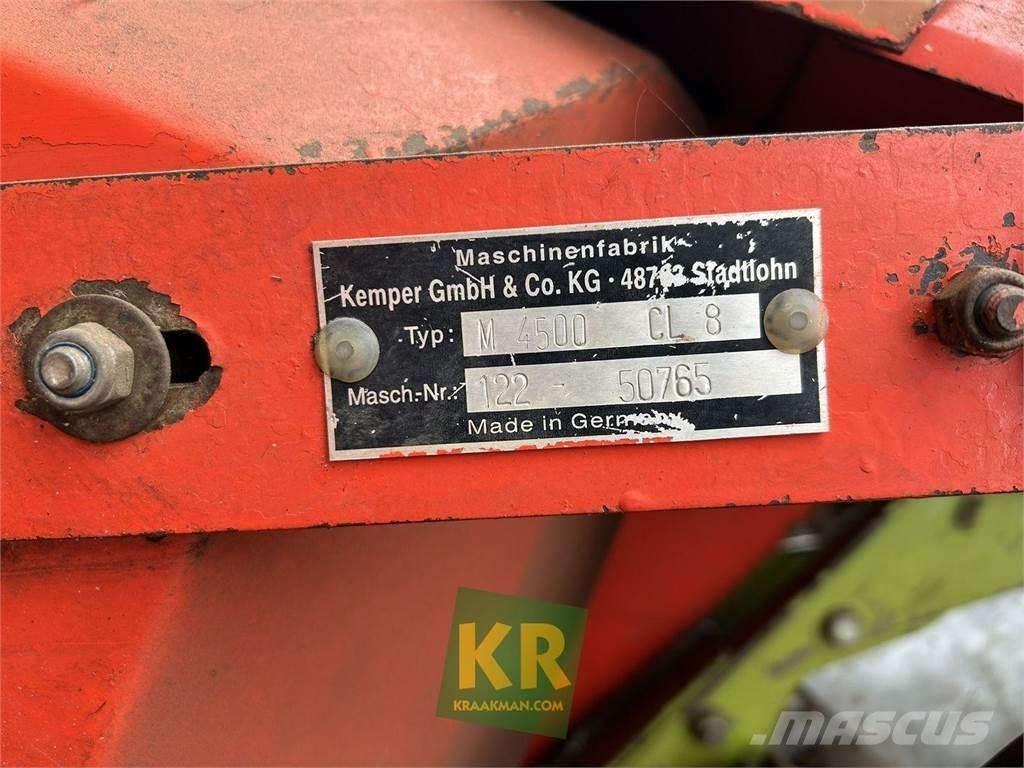 Maschinenfabrik
Kemper GmbH & Co. KG · 48703 Stadtlohn
Typ: M 4500 CL 8
Masch.-Nr.: 122 - 50765
Made in Germany
KR
KRAAKMAN.COM
MASCUS